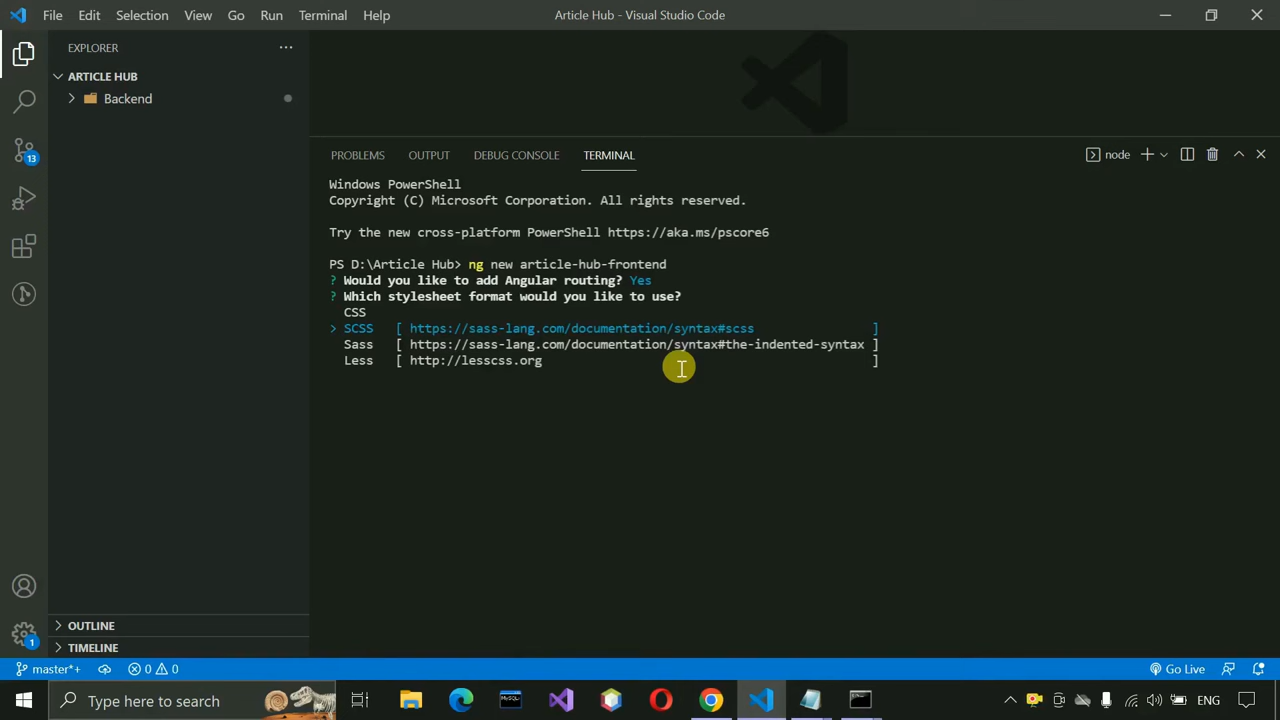 File Edit Selection View Go Run Terminal Help
Article Hub - Visual Studio Code
EXPLORER
ARTICLE HUB
Backend
PROBLEMS OUTPUT DEBUG CONSOLE TERMINAL
node
Windows PowerShell
Copyright (C) Microsoft Corporation. All rights reserved.
Try the new cross-platform PowerShell https://aka.ms/pscore6
PS D:\Article Hub> ng new article-hub-frontend
? Would you like to add Angular routing? Yes
? Which stylesheet format would you like to use?
CSS
> SCSS [ https://sass-lang.com/documentation/syntax#scss ]
Sass [ https://sass-lang.com/documentation/syntax#the-indented-syntax ]
Less [ http://lesscss.org ]
13
1
OUTLINE
TIMELINE
master*+ 0 0
Go Live
Type here to search
ENG